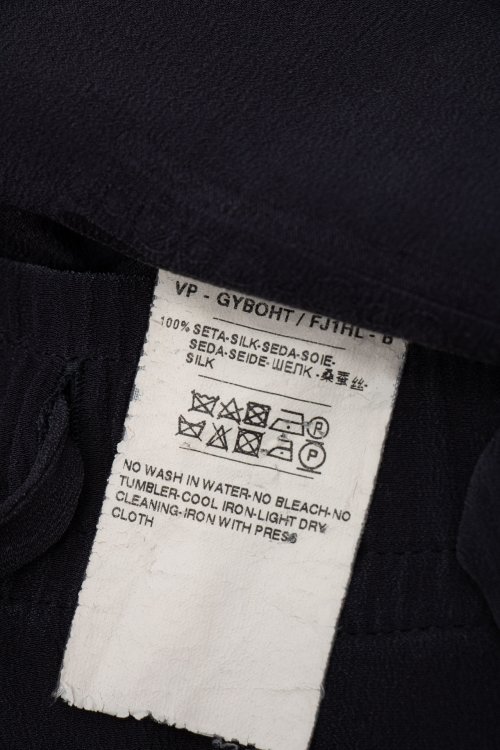 VP - GYBOHT / FJ1HL - B
100% SETA-SILK-SEDA-SOIE-
SEDA-SEIDE-ШЕЛК-桑蚕丝-
SILK
P
P
NO WASH IN WATER-NO BLEACH-NO
TUMBLER-COOL IRON-LIGHT DRY
CLEANING-IRON WITH PRESS
CLOTH